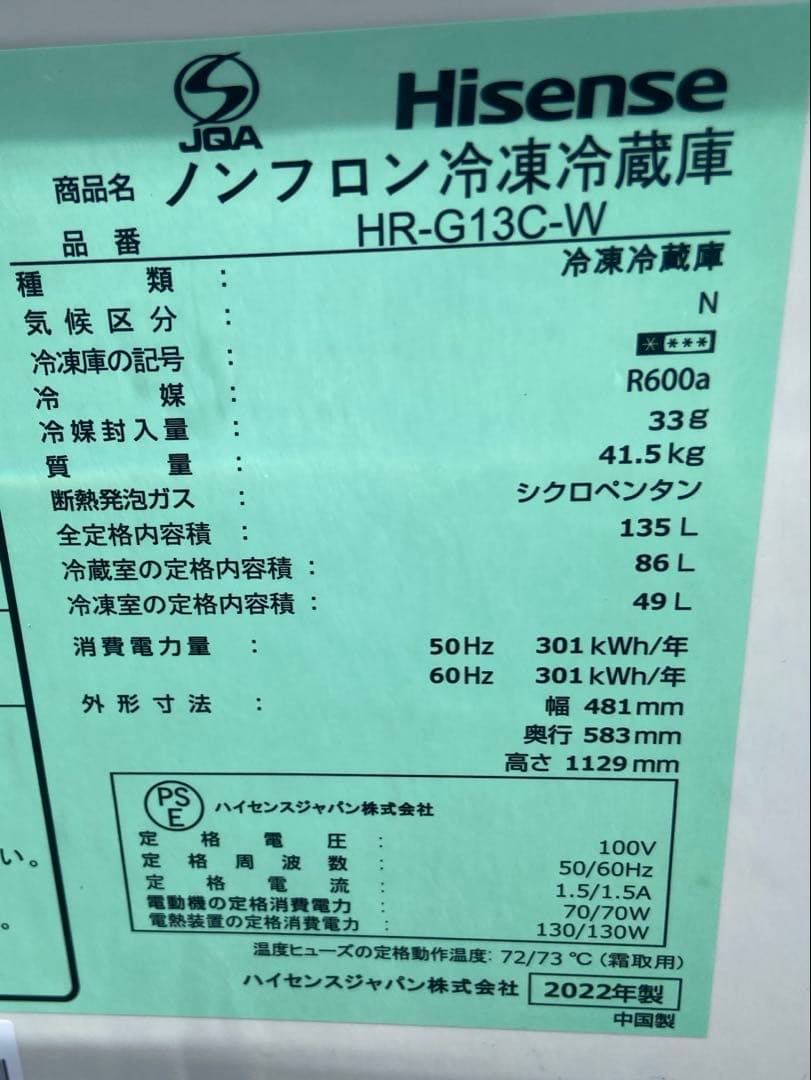 JQA
Hisense
商品名 ノンフロン冷凍冷蔵庫
品番 HR-G13C-W
種類 : 冷凍冷蔵庫
気候区分 : N
冷凍庫の記号 : * ***
冷媒 : R600a
冷媒封入量 : 33g
質量 : 41.5kg
断熱発泡ガス : シクロペンタン
全定格内容積 : 135L
冷蔵室の定格内容積 : 86L
冷凍室の定格内容積 : 49L
消費電力量 : 50Hz 301kWh/年
60Hz 301kWh/年
外形寸法 : 幅 481mm
奥行 583mm
高さ 1129mm
PSE ハイセンスジャパン株式会社
定格電圧 : 100V
定格周波数 : 50/60Hz
い。
定格電流 : 1.5/1.5A
電動機の定格消費電力 : 70/70W
電熱装置の定格消費電力 : 130/130W
。
温度ヒューズの定格動作温度: 72/73℃(霜取用)
ハイセンスジャパン株式会社 2022年製
中国製